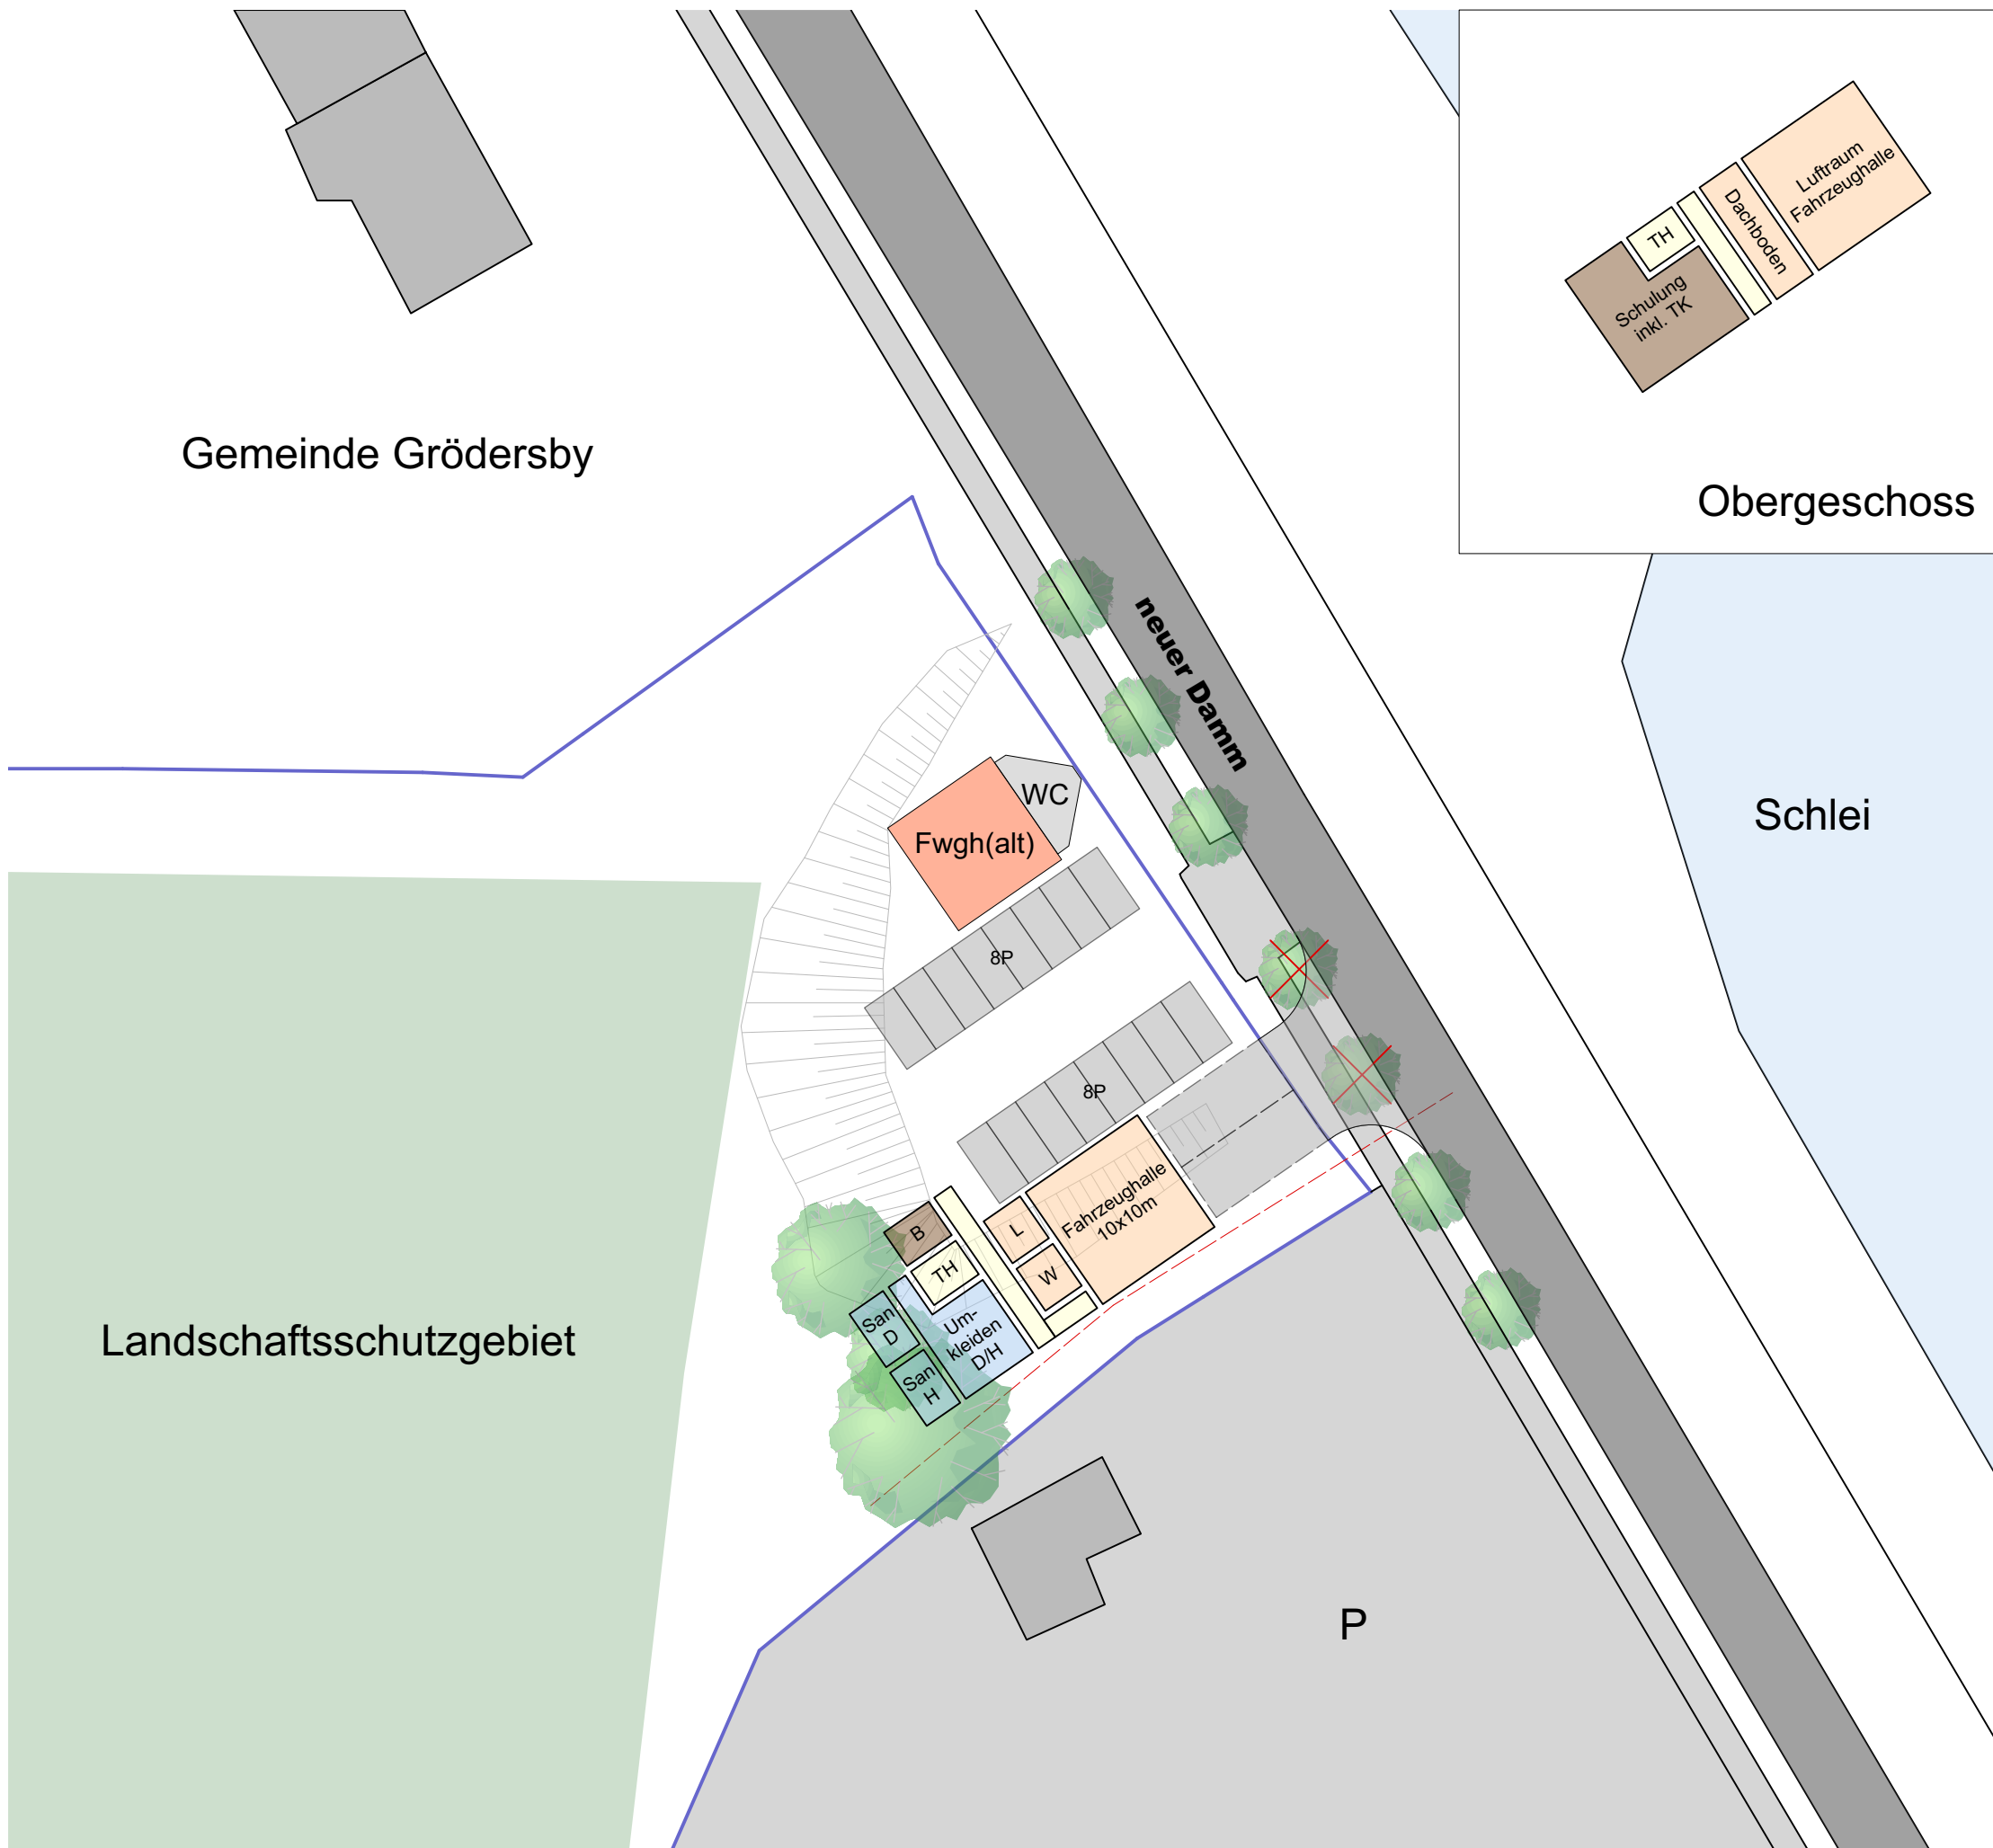 Luftraum
Fahrzeughalle
Dachboden
TH
Schulung
inkl. TK
Obergeschoss
Gemeinde Grödersby
neuer Damm
Schlei
WC
Fwgh(alt)
8P
8P
Fahrzeughalle
10x10m
L
W
B
TH
Um-
kleiden
D/H
San
D
San
H
Landschaftsschutzgebiet
P